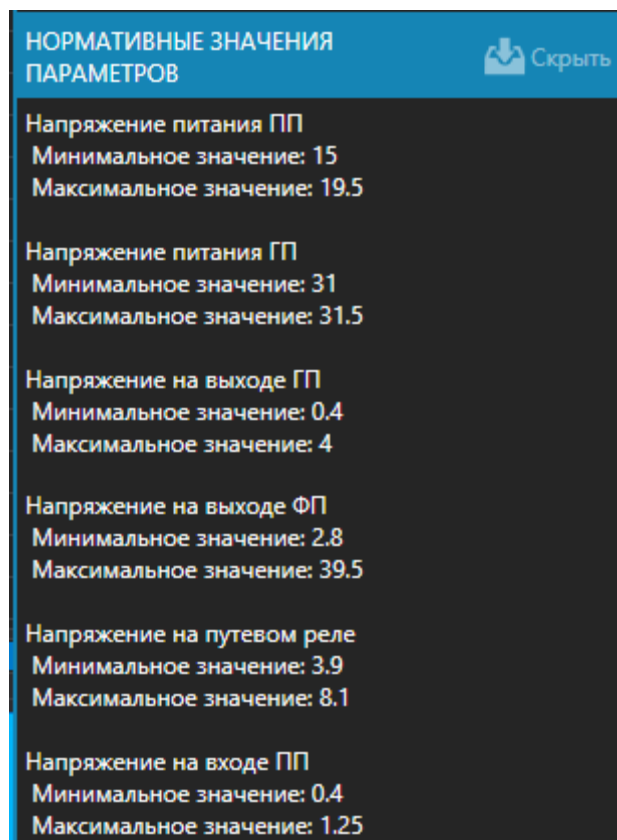 НОРМАТИВНЫЕ ЗНАЧЕНИЯ
ПАРАМЕТРОВ
Скрыть
Напряжение питания ПП
Минимальное значение: 15
Максимальное значение: 19.5
Напряжение питания ГП
Минимальное значение: 31
Максимальное значение: 31.5
Напряжение на выходе ГП
Минимальное значение: 0.4
Максимальное значение: 4
Напряжение на выходе ФП
Минимальное значение: 2.8
Максимальное значение: 39.5
Напряжение на путевом реле
Минимальное значение: 3.9
Максимальное значение: 8.1
Напряжение на входе ПП
Минимальное значение: 0.4
Максимальное значение: 1.25